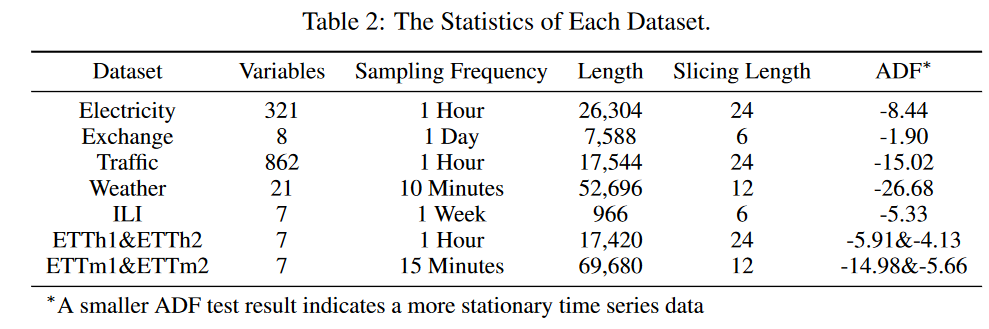 Table 2: The Statistics of Each Dataset.
Dataset Variables Sampling Frequency Length Slicing Length ADF*
Electricity 321 1 Hour 26,304 24 -8.44
Exchange 8 1 Day 7,588 6 -1.90
Traffic 862 1 Hour 17,544 24 -15.02
Weather 21 10 Minutes 52,696 12 -26.68
ILI 7 1 Week 966 6 -5.33
ETTh1&ETTh2 7 1 Hour 17,420 24 -5.91&-4.13
ETTm1&ETTm2 7 15 Minutes 69,680 12 -14.98&-5.66
*A smaller ADF test result indicates a more stationary time series data